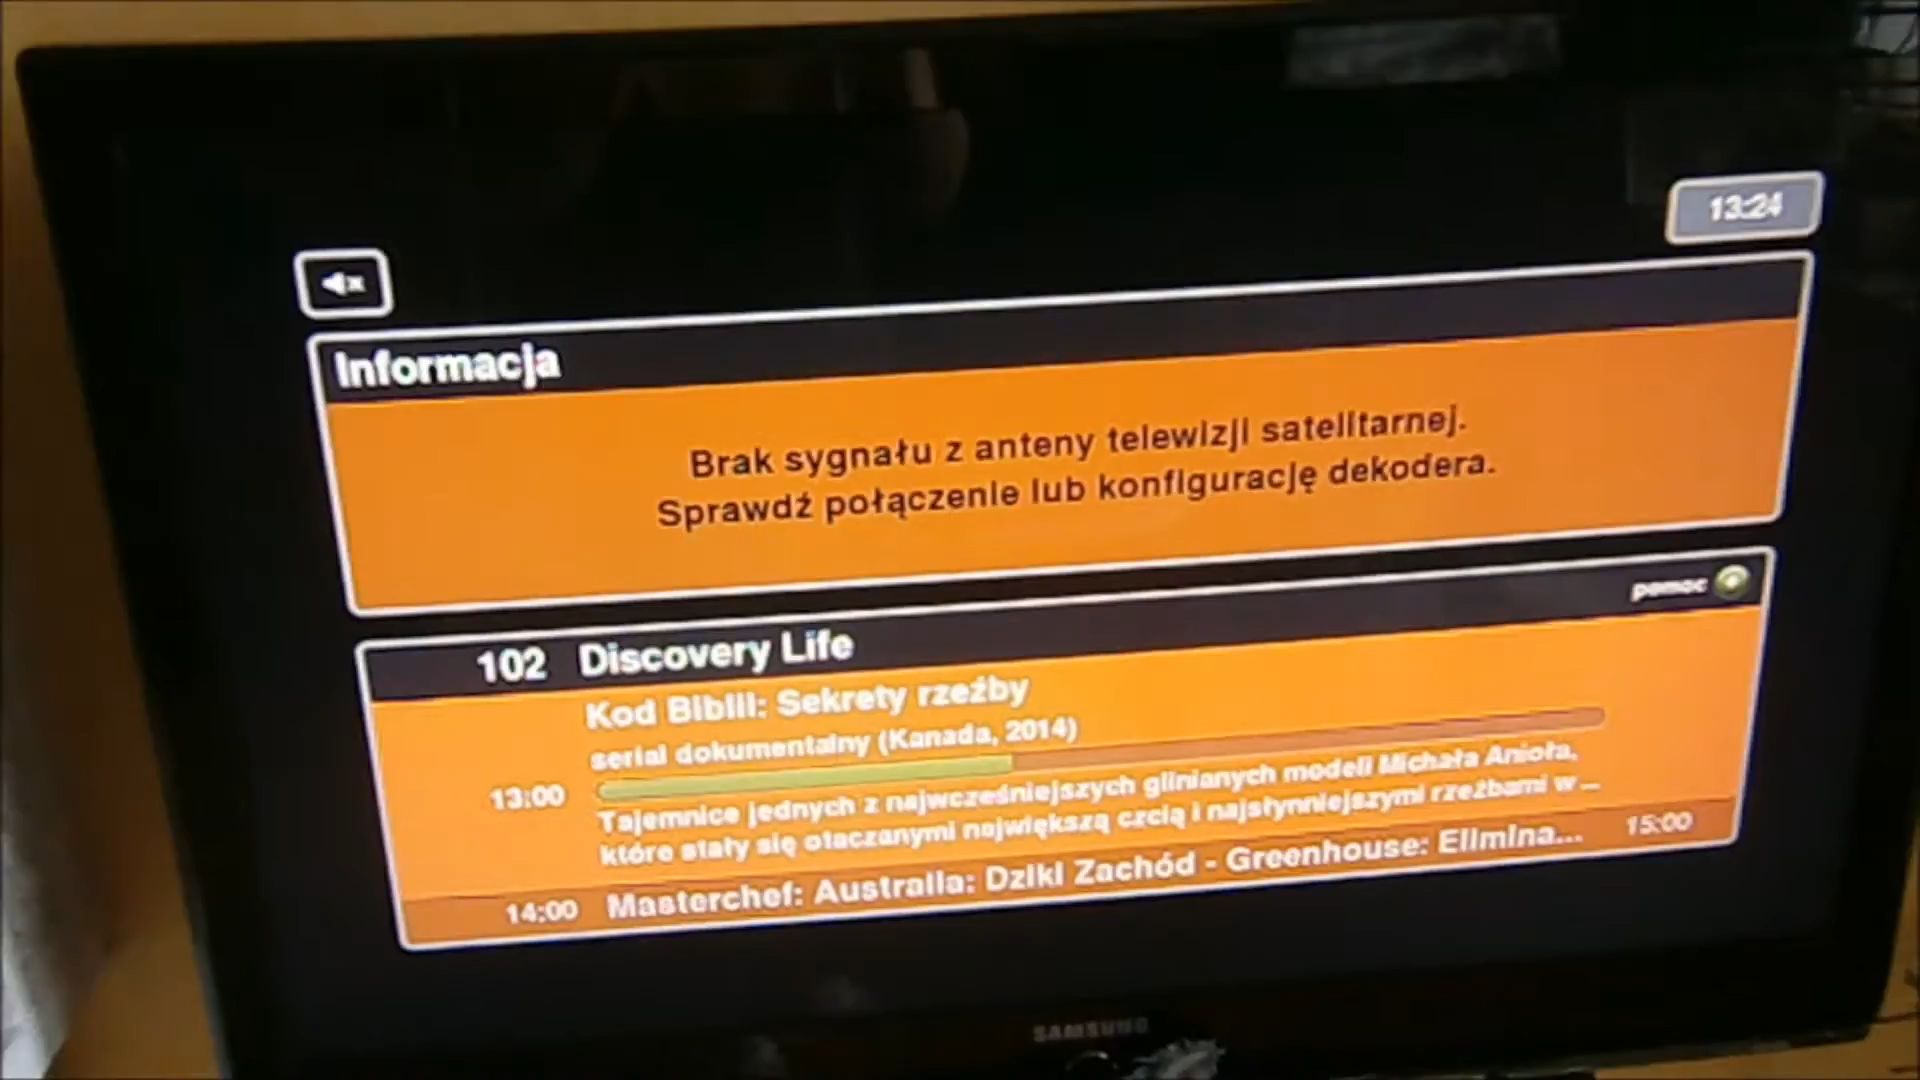 13:24
Informacja
Brak sygnału z anteny telewizji satelitarnej.
Sprawdź połączenie lub konfigurację dekodera.
pomoc
102 Discovery Life
Kod Biblii: Sekrety rzeźby
serial dokumentalny (Kanada, 2014)
13:00
Tajemnice jednych z najwcześniejszych glinianych modeli Michała Anioła,
które stały się otaczanymi największą czcią i najsłynniejszymi rzeźbami w ...
14:00 Masterchef: Australia: Dziki Zachód - Greenhouse: Elimina... 15:00
SAMSUNG